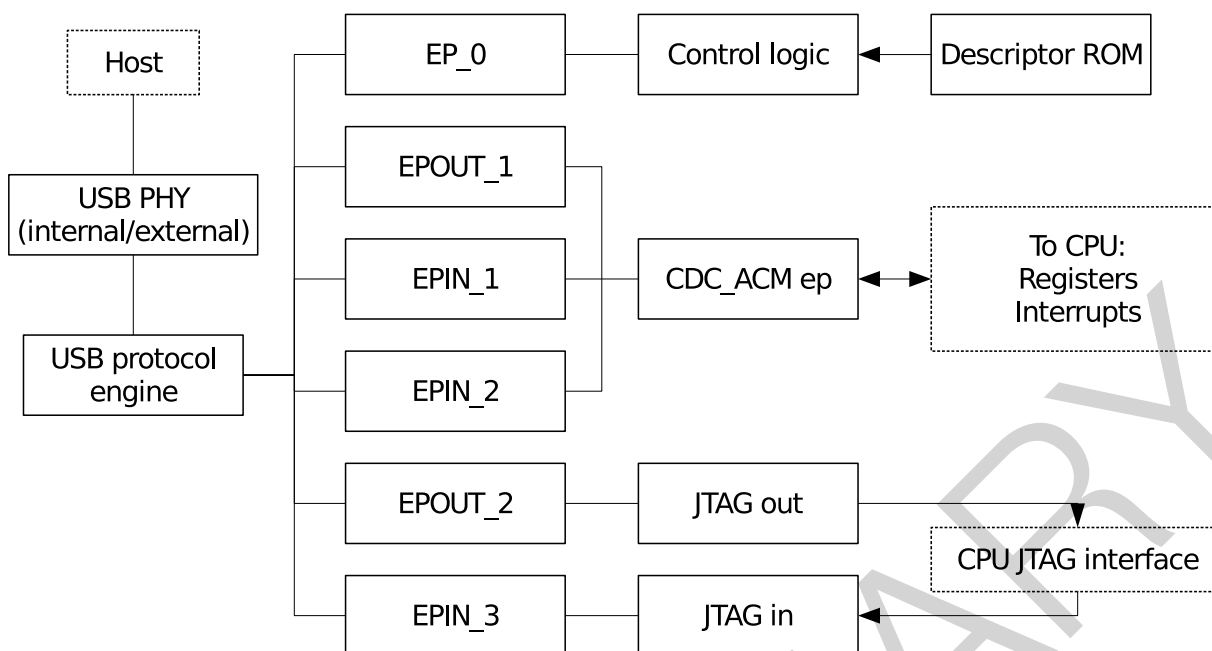 Host
EP_0
Control logic
Descriptor ROM
EPOUT_1
USB PHY
(internal/external)
EPIN_1
CDC_ACM ep
To CPU:
Registers
Interrupts
USB protocol
engine
EPIN_2
EPOUT_2
JTAG out
CPU JTAG interface
EPIN_3
JTAG in
ARY